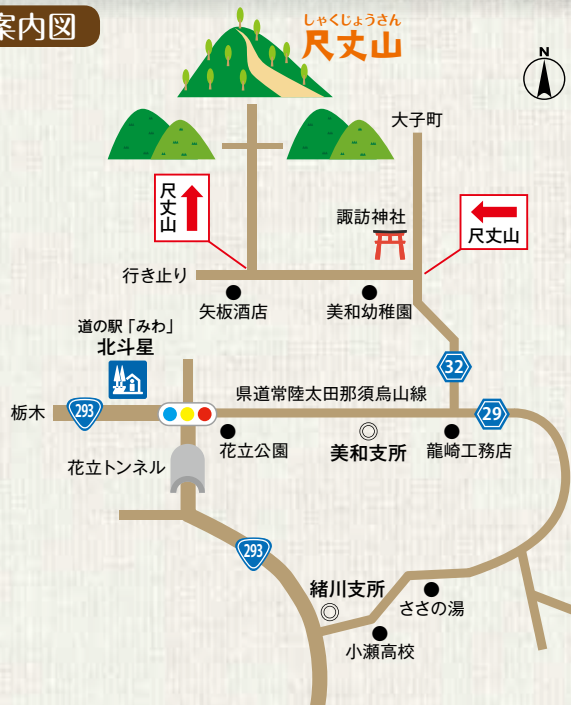 案内図
しゃくじょうさん
尺丈山
N
大子町
尺丈山
諏訪神社
尺丈山
行き止り
矢板酒店
美和幼稚園
道の駅「みわ」
北斗星
32
県道常陸太田那須烏山線
栃木
293
29
花立公園
美和支所
龍崎工務店
花立トンネル
293
緒川支所
ささの湯
小瀬高校